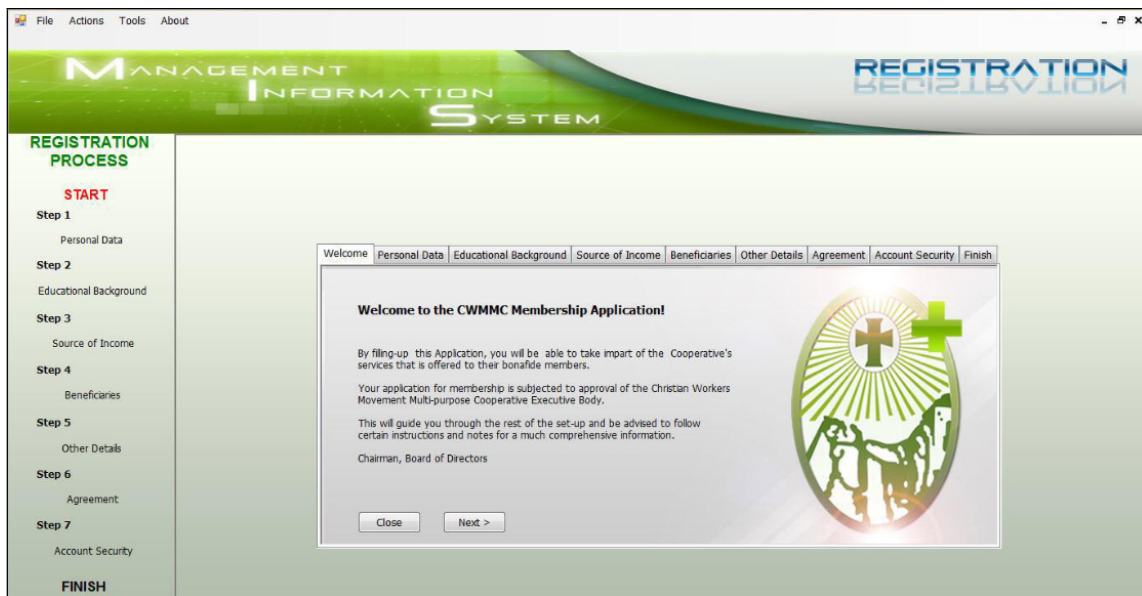 File Actions Tools About
MANAGEMENT
INFORMATION
SYSTEM
REGISTRATION
REGISTRATION
PROCESS
START
Step 1
Personal Data
Step 2
Educational Background
Step 3
Source of Income
Step 4
Beneficiaries
Step 5
Other Details
Step 6
Agreement
Step 7
Account Security
FINISH
Welcome Personal Data Educational Background Source of Income Beneficiaries Other Details Agreement Account Security Finish
Welcome to the CWMMC Membership Application!
By filing-up this Application, you will be able to take impart of the Cooperative's
services that is offered to their bonafide members.
Your application for membership is subjected to approval of the Christian Workers
Movement Multi-purpose Cooperative Executive Body.
This will guide you through the rest of the set-up and be advised to follow
certain instructions and notes for a much comprehensive information.
Chairman, Board of Directors
Close Next >